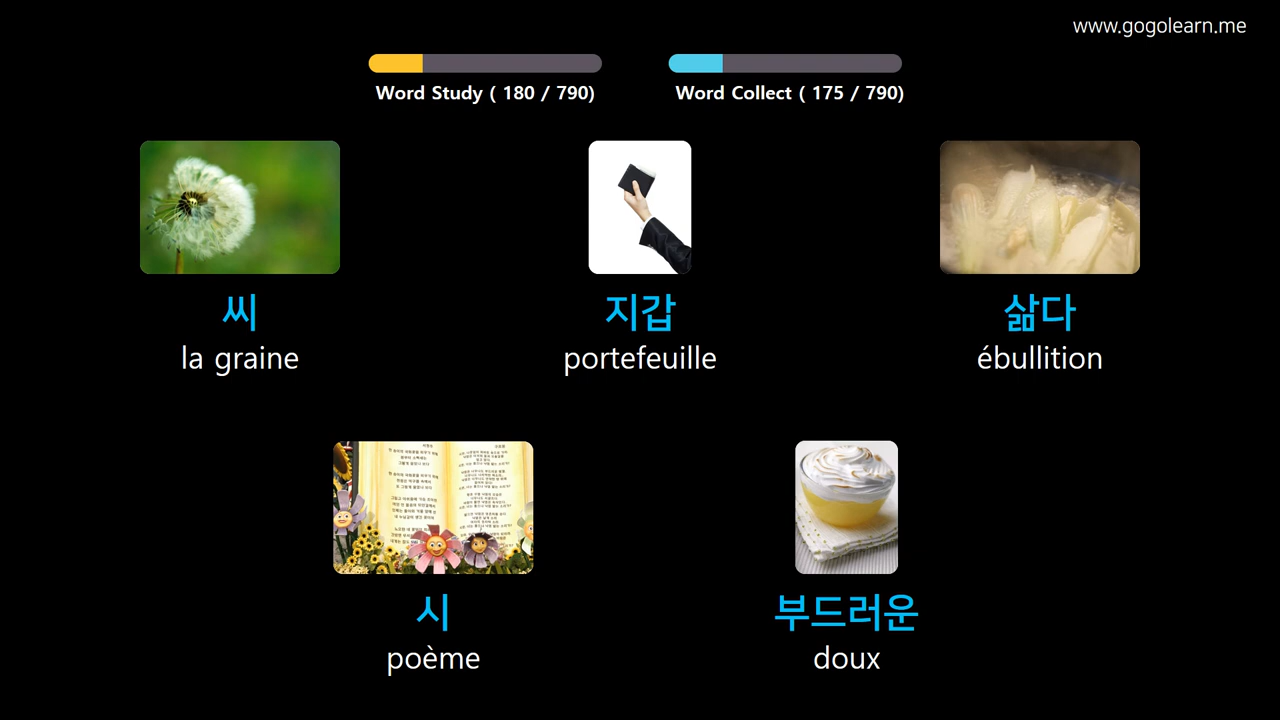 www.gogolearn.me
Word Study ( 180 / 790)
Word Collect ( 175 / 790)
씨
la graine
지갑
portefeuille
삶다
ébullition
시
poème
부드러운
doux